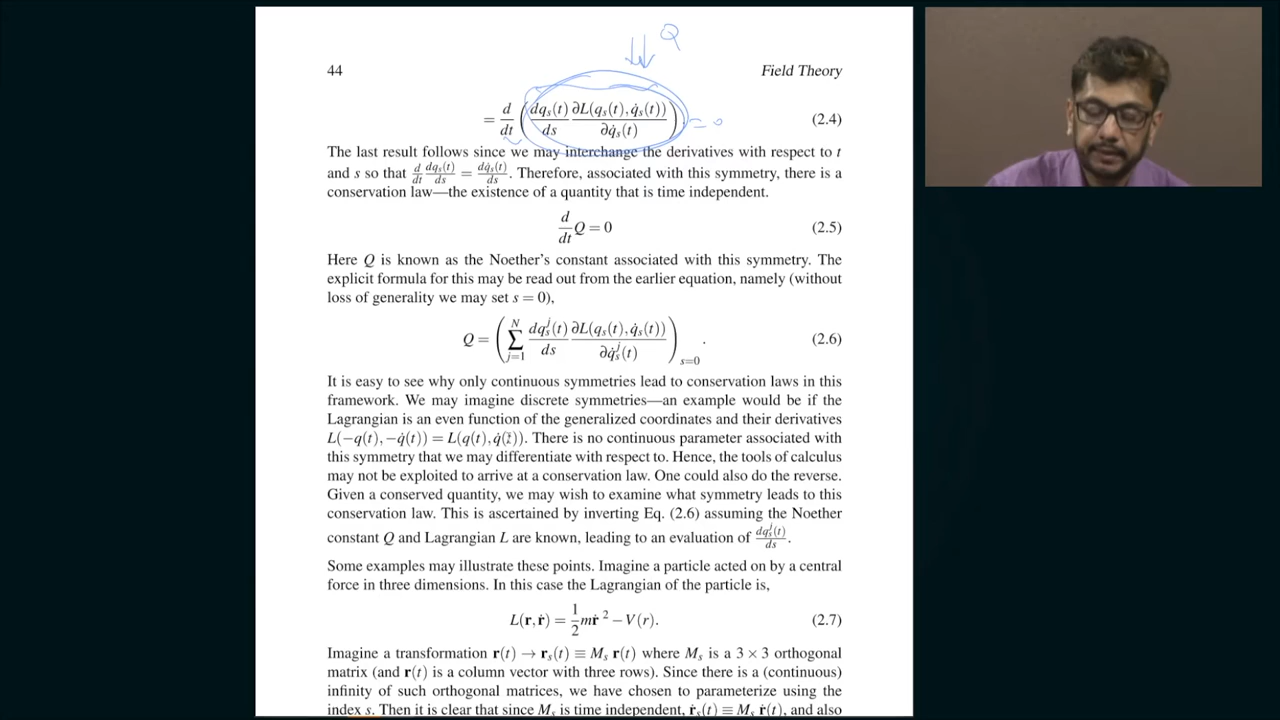 Q
44 Field Theory
= d/dt ( dq_s(t)/ds ∂L(q_s(t), q̇_s(t))/∂q̇_s(t) ) = 0 (2.4)
The last result follows since we may interchange the derivatives with respect to t
and s so that d/dt dq_s(t)/ds = dq̇_s(t)/ds. Therefore, associated with this symmetry, there is a
conservation law—the existence of a quantity that is time independent.
d/dt Q = 0 (2.5)
Here Q is known as the Noether's constant associated with this symmetry. The
explicit formula for this may be read out from the earlier equation, namely (without
loss of generality we may set s = 0),
Q = ( ∑_{j=1}^{N} dq_s^j(t)/ds ∂L(q_s(t), q̇_s(t))/∂q̇_s^j(t) )_{s=0} . (2.6)
It is easy to see why only continuous symmetries lead to conservation laws in this
framework. We may imagine discrete symmetries—an example would be if the
Lagrangian is an even function of the generalized coordinates and their derivatives
L(−q(t), −q̇(t)) = L(q(t), q̇(t)). There is no continuous parameter associated with
this symmetry that we may differentiate with respect to. Hence, the tools of calculus
may not be exploited to arrive at a conservation law. One could also do the reverse.
Given a conserved quantity, we may wish to examine what symmetry leads to this
conservation law. This is ascertained by inverting Eq. (2.6) assuming the Noether
constant Q and Lagrangian L are known, leading to an evaluation of dq_s^j(t)/ds.
Some examples may illustrate these points. Imagine a particle acted on by a central
force in three dimensions. In this case the Lagrangian of the particle is,
L(r, ṙ) = 1/2 mṙ² − V(r). (2.7)
Imagine a transformation r(t) → r_s(t) ≡ M_s r(t) where M_s is a 3 × 3 orthogonal
matrix (and r(t) is a column vector with three rows). Since there is a (continuous)
infinity of such orthogonal matrices, we have chosen to parameterize using the
index s. Then it is clear that since M_s is time independent, ṙ_s(t) ≡ M_s ṙ(t), and also